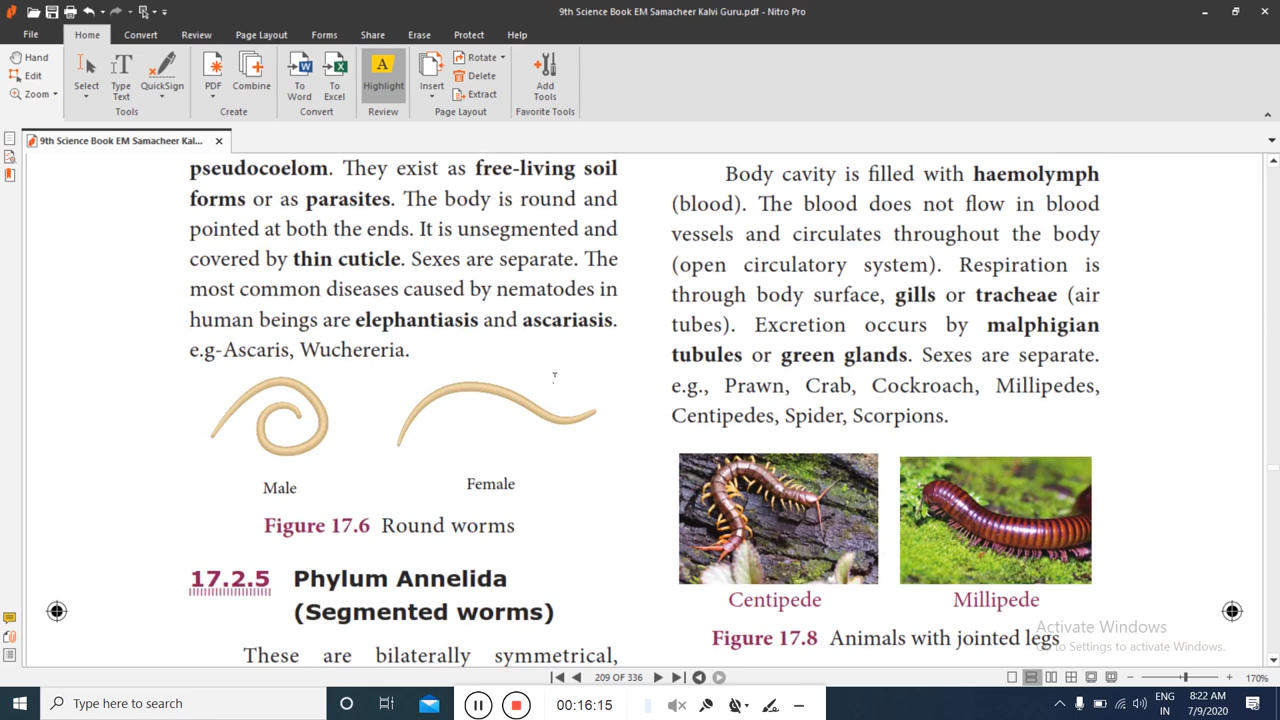 9th Science Book EM Samacheer Kalvi Guru.pdf - Nitro Pro
File Home Convert Review Page Layout Forms Share Erase Protect Help
Hand
Edit
Zoom
Select
Type Text
QuickSign
Tools
PDF
Combine
Create
To Word
To Excel
Convert
Highlight
Review
Insert
Rotate
Delete
Extract
Page Layout
Add Tools
Favorite Tools
9th Science Book EM Samacheer Kal...
pseudocoelom. They exist as free-living soil
forms or as parasites. The body is round and
pointed at both the ends. It is unsegmented and
covered by thin cuticle. Sexes are separate. The
most common diseases caused by nematodes in
human beings are elephantiasis and ascariasis.
e.g-Ascaris, Wuchereria.
Male
Female
Figure 17.6 Round worms
17.2.5 Phylum Annelida
(Segmented worms)
These are bilaterally symmetrical,
Body cavity is filled with haemolymph
(blood). The blood does not flow in blood
vessels and circulates throughout the body
(open circulatory system). Respiration is
through body surface, gills or tracheae (air
tubes). Excretion occurs by malphigian
tubules or green glands. Sexes are separate.
e.g., Prawn, Crab, Cockroach, Millipedes,
Centipedes, Spider, Scorpions.
Centipede
Millipede
Figure 17.8 Animals with jointed legs
Activate Windows
Go to Settings to activate Windows.
209 OF 336
170%
Type here to search
00:16:15
ENG
IN
8:22 AM
7/9/2020